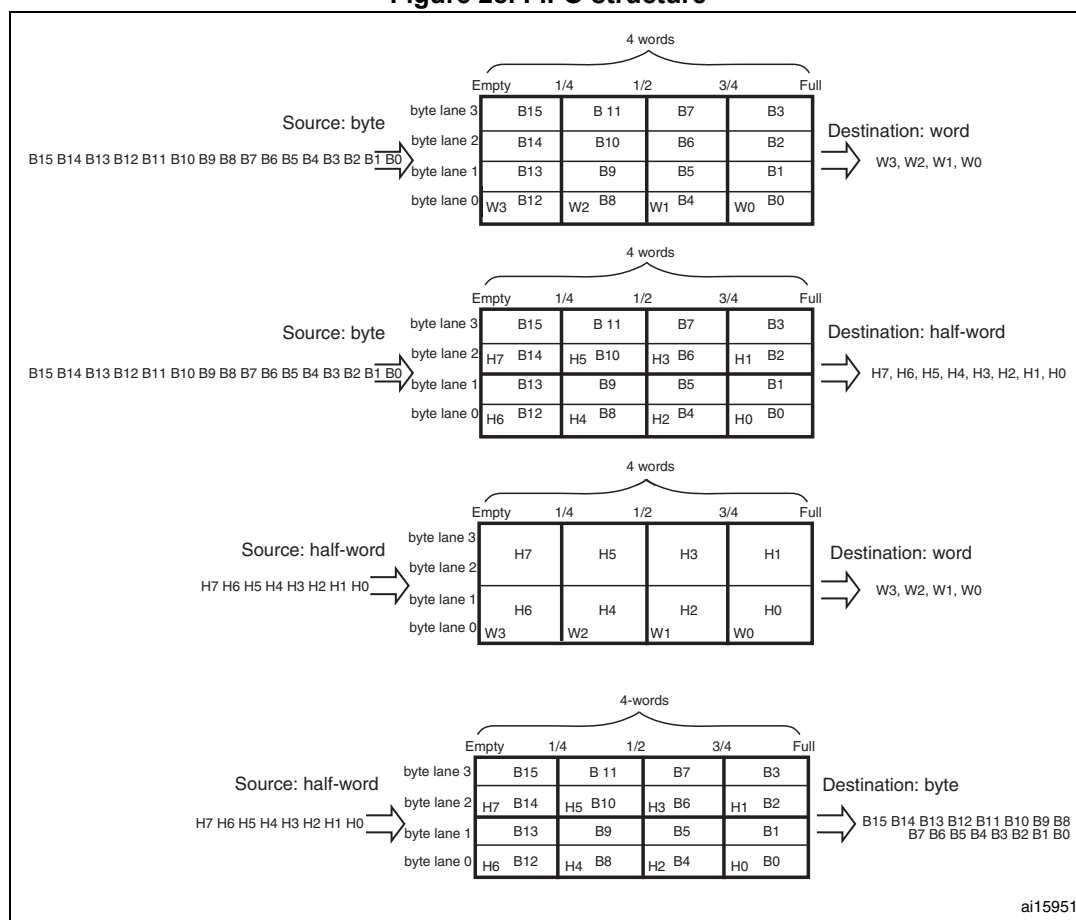 4 words
Empty 1/4 1/2 3/4 Full
byte lane 3 B15 B 11 B7 B3
Source: byte
byte lane 2 B14 B10 B6 B2
Destination: word
B15 B14 B13 B12 B11 B10 B9 B8 B7 B6 B5 B4 B3 B2 B1 B0
W3, W2, W1, W0
byte lane 1 B13 B9 B5 B1
byte lane 0 W3 B12 W2 B8 W1 B4 W0 B0
4 words
Empty 1/4 1/2 3/4 Full
byte lane 3 B15 B 11 B7 B3
Source: byte
Destination: half-word
byte lane 2 H7 B14 H5 B10 H3 B6 H1 B2
B15 B14 B13 B12 B11 B10 B9 B8 B7 B6 B5 B4 B3 B2 B1 B0
H7, H6, H5, H4, H3, H2, H1, H0
byte lane 1 B13 B9 B5 B1
byte lane 0 H6 B12 H4 B8 H2 B4 H0 B0
4 words
Empty 1/4 1/2 3/4 Full
byte lane 3
Source: half-word
H7 H5 H3 H1
Destination: word
byte lane 2
H7 H6 H5 H4 H3 H2 H1 H0
W3, W2, W1, W0
byte lane 1
H6 H4 H2 H0
byte lane 0 W3 W2 W1 W0
4-words
Empty 1/4 1/2 3/4 Full
byte lane 3 B15 B 11 B7 B3
Source: half-word
Destination: byte
byte lane 2 H7 B14 H5 B10 H3 B6 H1 B2
H7 H6 H5 H4 H3 H2 H1 H0
B15 B14 B13 B12 B11 B10 B9 B8
B7 B6 B5 B4 B3 B2 B1 B0
byte lane 1 B13 B9 B5 B1
byte lane 0 H6 B12 H4 B8 H2 B4 H0 B0
ai15951